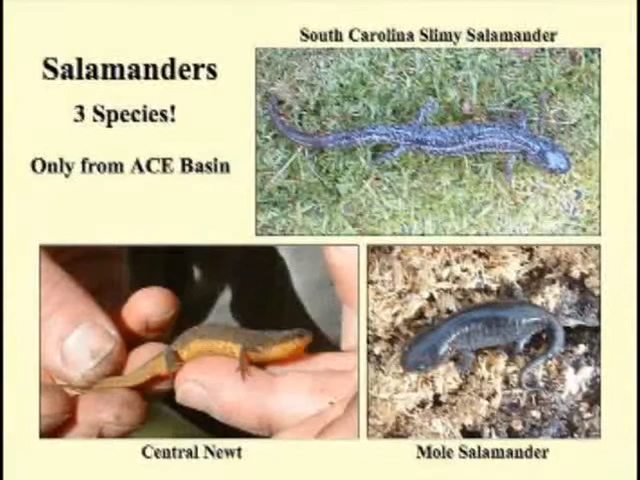 South Carolina Slimy Salamander
Salamanders
3 Species!
Only from ACE Basin
Central Newt
Mole Salamander